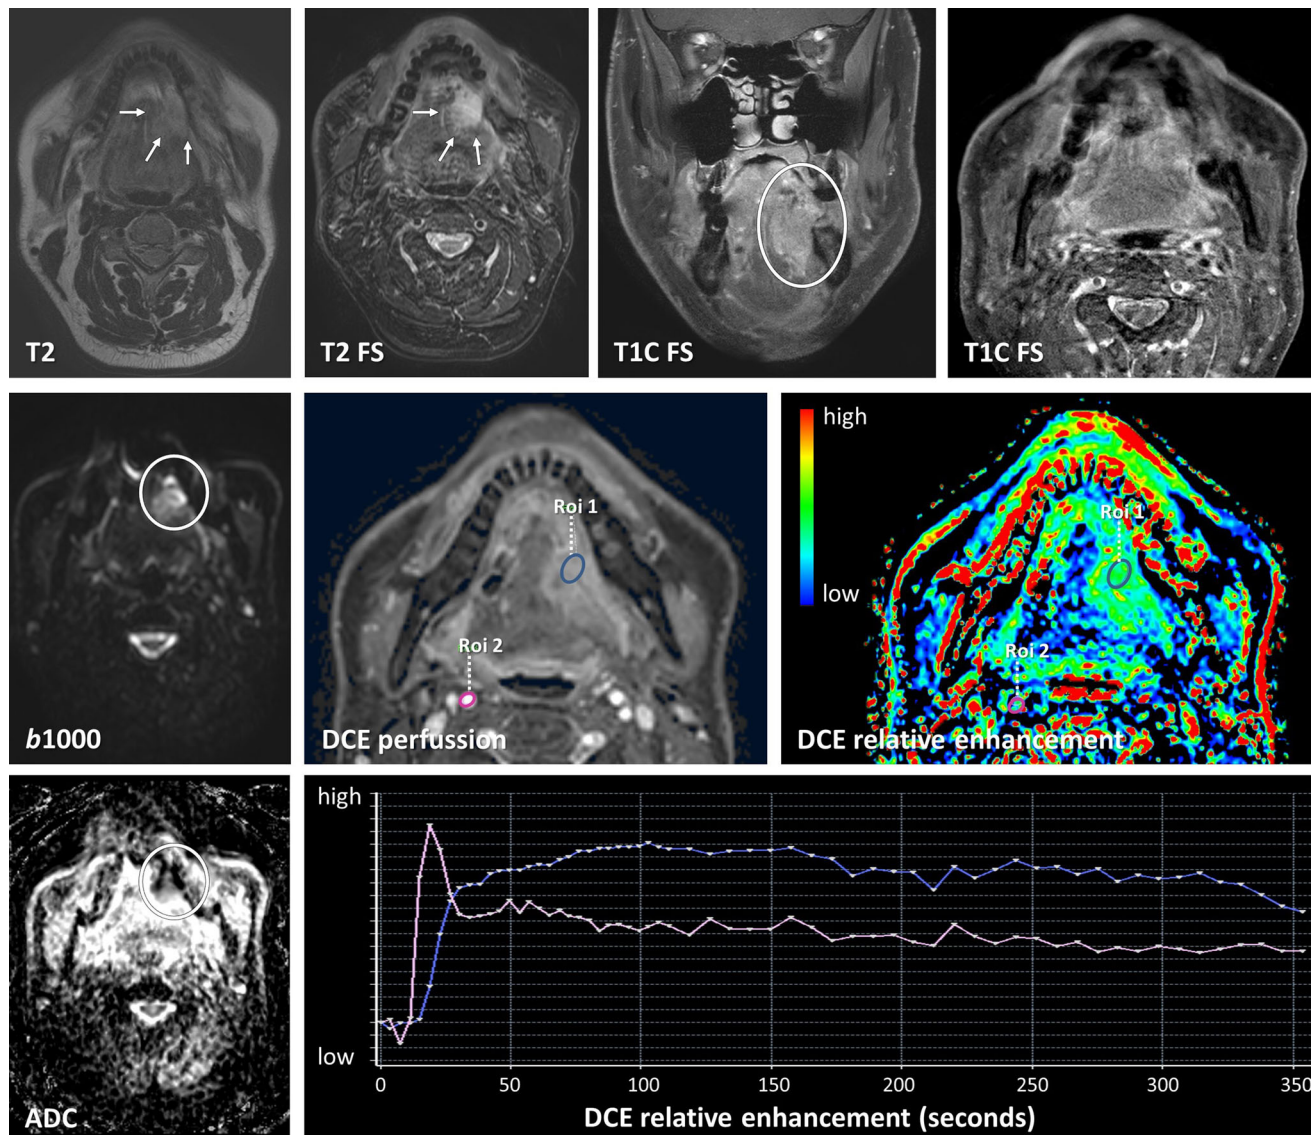 T2
T2 FS
T1C FS
T1C FS
b1000
Roi 1
Roi 2
DCE perfussion
high
low
Roi 1
Roi 2
DCE relative enhancement
ADC
high
low
0 50 100 150 200 250 300 350
DCE relative enhancement (seconds)